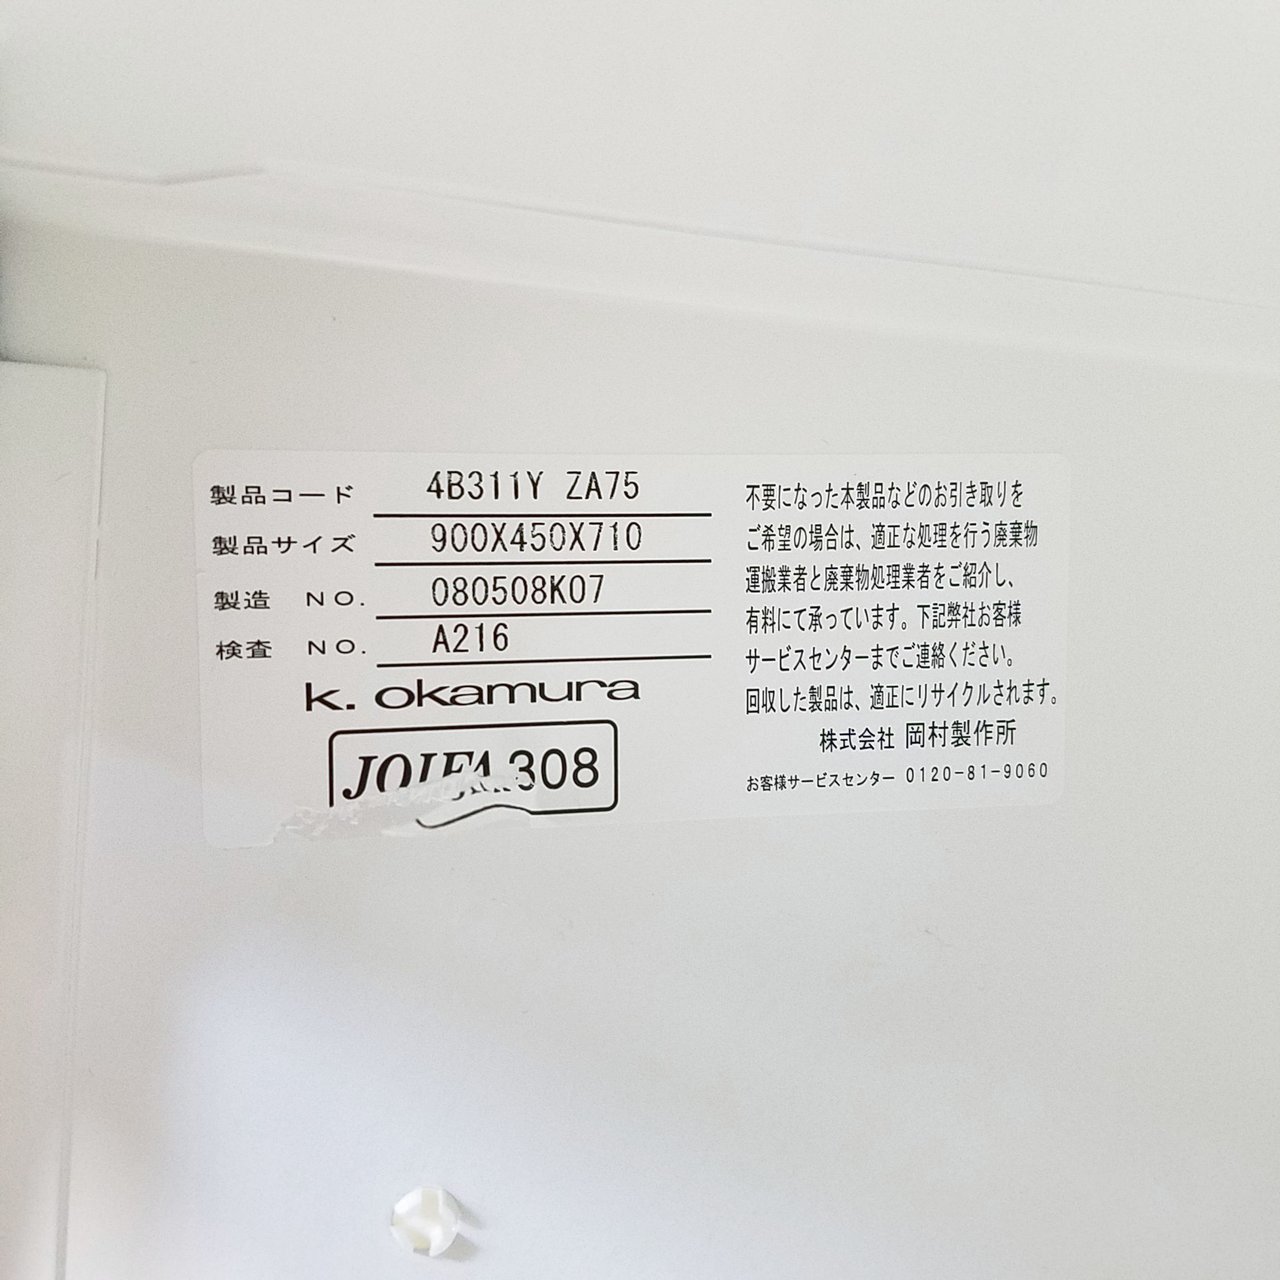 製品コード 4B311Y ZA75
製品サイズ 900X450X710
製造 NO. 080508K07
検査 NO. A216
k. okamura
JOIFA 308
不要になった本製品などのお引き取りを
ご希望の場合は、適正な処理を行う廃棄物
運搬業者と廃棄物処理業者をご紹介し、
有料にて承っています。下記弊社お客様
サービスセンターまでご連絡ください。
回収した製品は、適正にリサイクルされます。
株式会社 岡村製作所
お客様サービスセンター 0120-81-9060